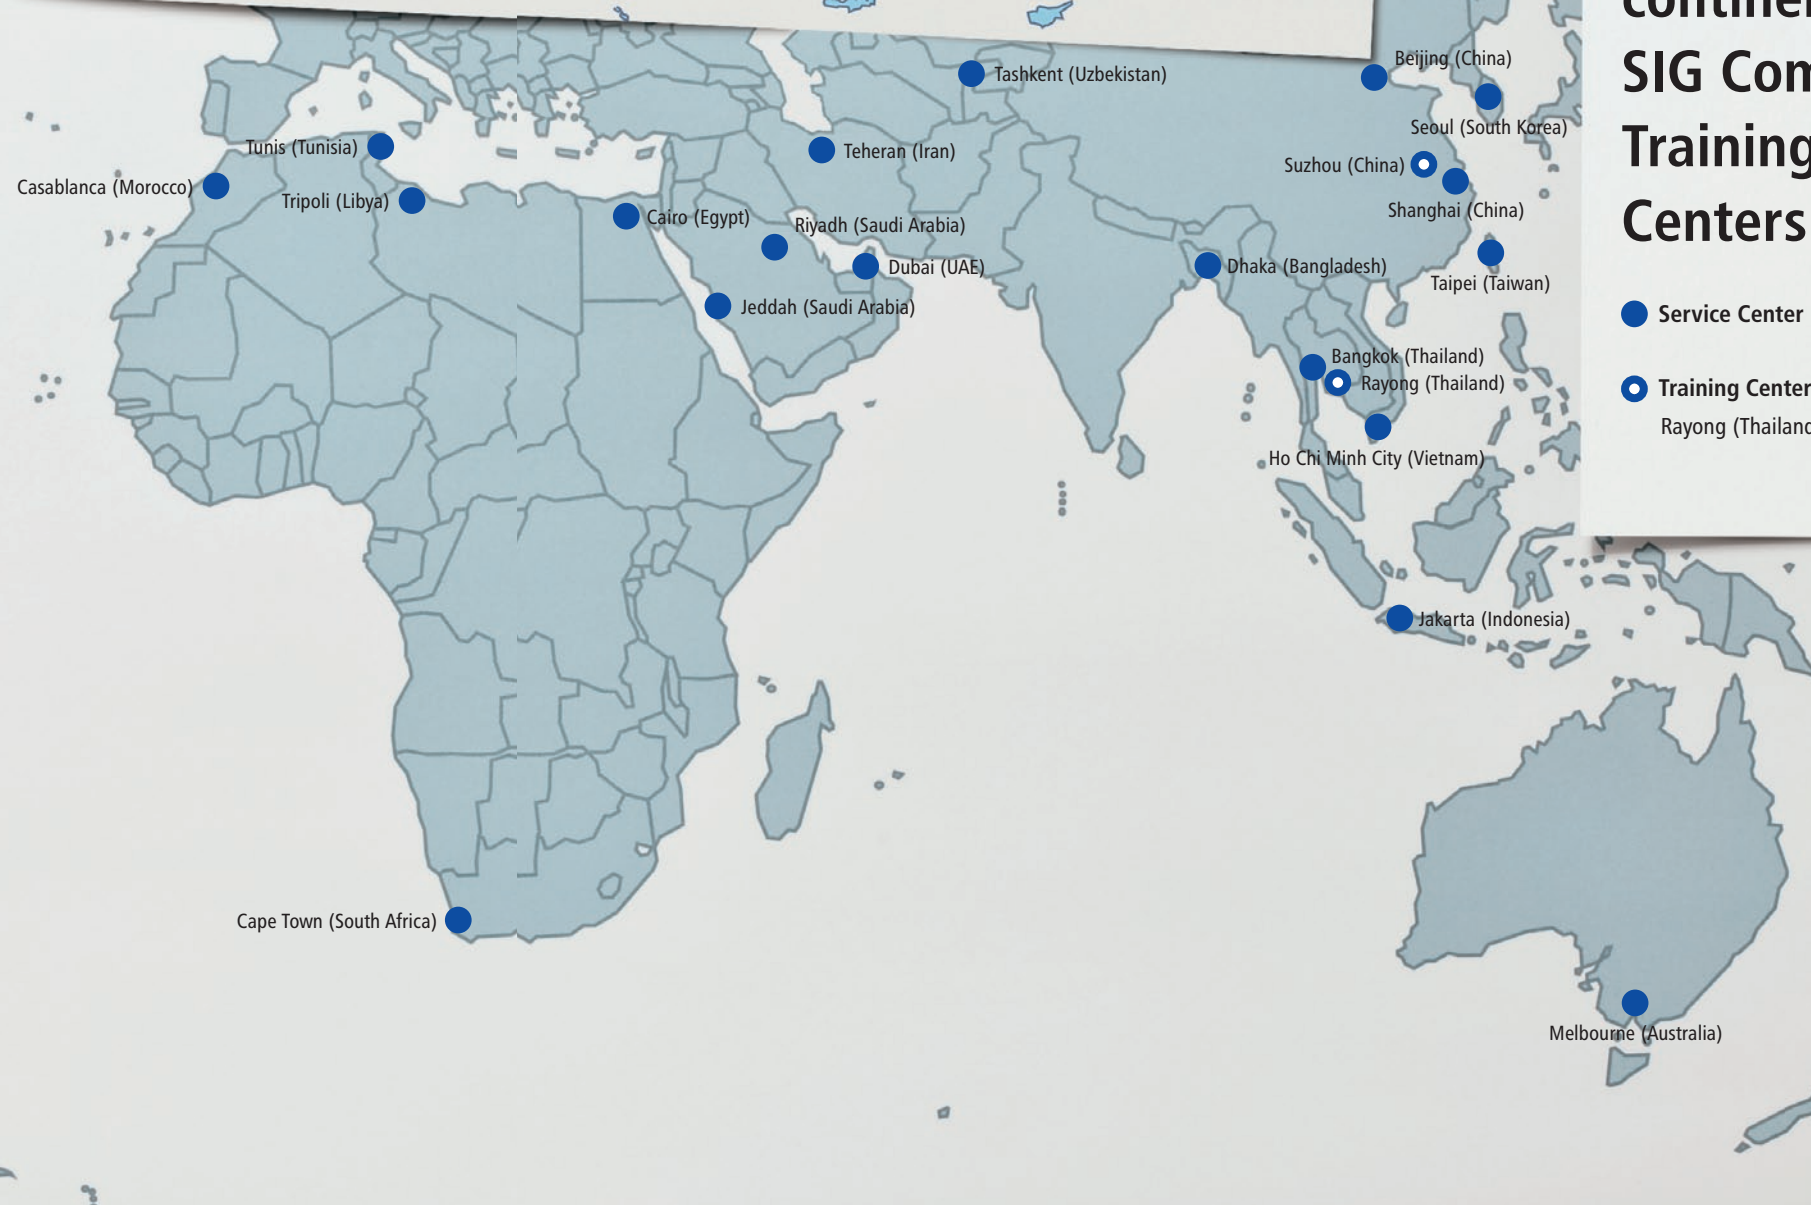 SIG Com
Training
Centers
Service Center
Training Center
Rayong (Thailand
Tashkent (Uzbekistan)
Beijing (China)
Seoul (South Korea)
Tunis (Tunisia)
Teheran (Iran)
Suzhou (China)
Casablanca (Morocco)
Tripoli (Libya)
Shanghai (China)
Cairo (Egypt)
Riyadh (Saudi Arabia)
Dubai (UAE)
Dhaka (Bangladesh)
Taipei (Taiwan)
Jeddah (Saudi Arabia)
Bangkok (Thailand)
Rayong (Thailand)
Ho Chi Minh City (Vietnam)
Jakarta (Indonesia)
Cape Town (South Africa)
Melbourne (Australia)